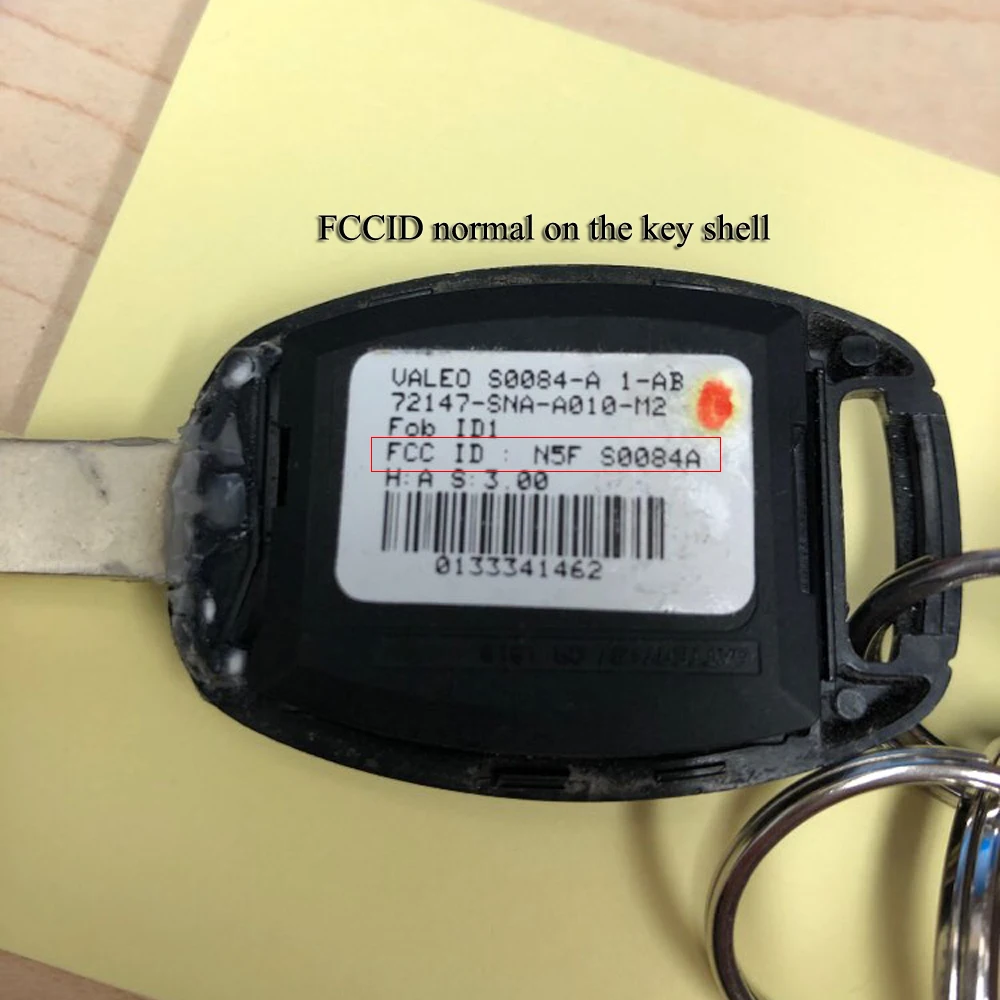 FCCID normal on the key shell
VALEO S0084-A 1-AB
72147-SNA-A010-M2
Fob ID1
FCC ID : N5F S0084A
H:A S:3.00
0133341462